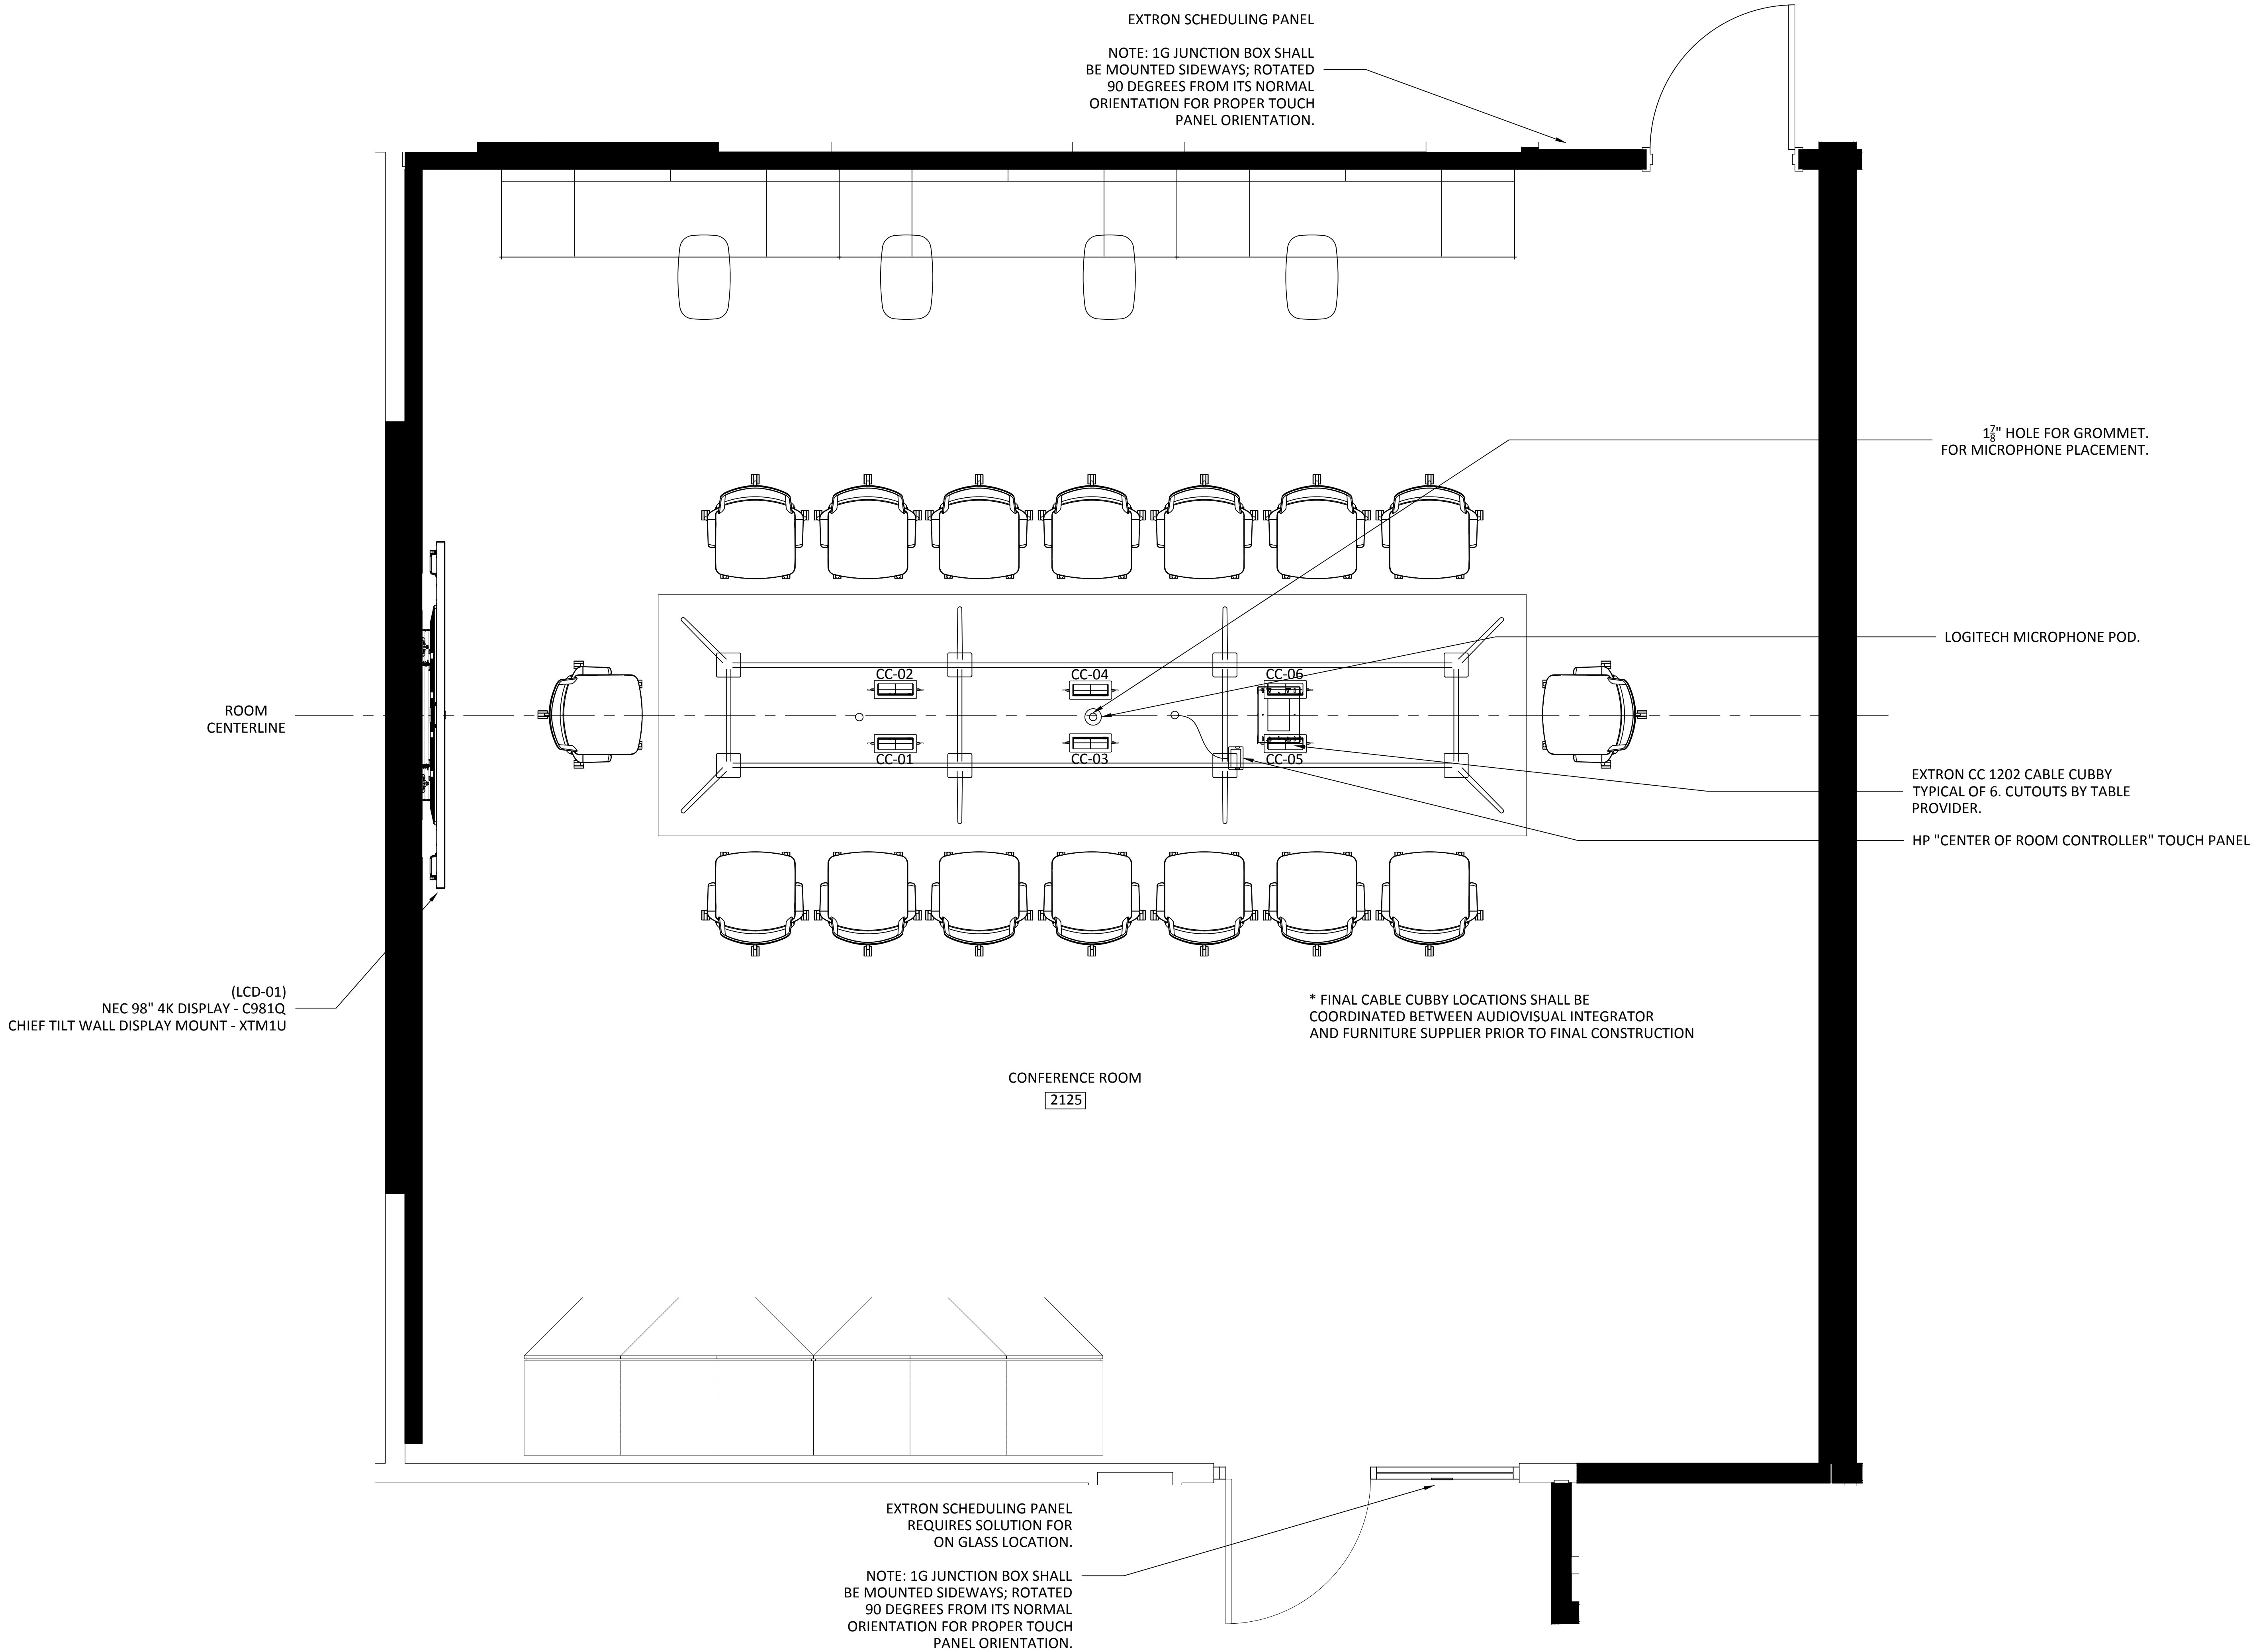 EXTRON SCHEDULING PANEL
NOTE: 1G JUNCTION BOX SHALL
BE MOUNTED SIDEWAYS; ROTATED
90 DEGREES FROM ITS NORMAL
ORIENTATION FOR PROPER TOUCH
PANEL ORIENTATION.
1⅞" HOLE FOR GROMMET.
FOR MICROPHONE PLACEMENT.
LOGITECH MICROPHONE POD.
CC-02
CC-04
CC-06
ROOM
CENTERLINE
CC-01
CC-03
CC-05
EXTRON CC 1202 CABLE CUBBY
TYPICAL OF 6. CUTOUTS BY TABLE
PROVIDER.
HP "CENTER OF ROOM CONTROLLER" TOUCH PANEL
(LCD-01)
NEC 98" 4K DISPLAY - C981Q
CHIEF TILT WALL DISPLAY MOUNT - XTM1U
* FINAL CABLE CUBBY LOCATIONS SHALL BE
COORDINATED BETWEEN AUDIOVISUAL INTEGRATOR
AND FURNITURE SUPPLIER PRIOR TO FINAL CONSTRUCTION
CONFERENCE ROOM
2125
EXTRON SCHEDULING PANEL
REQUIRES SOLUTION FOR
ON GLASS LOCATION.
NOTE: 1G JUNCTION BOX SHALL
BE MOUNTED SIDEWAYS; ROTATED
90 DEGREES FROM ITS NORMAL
ORIENTATION FOR PROPER TOUCH
PANEL ORIENTATION.